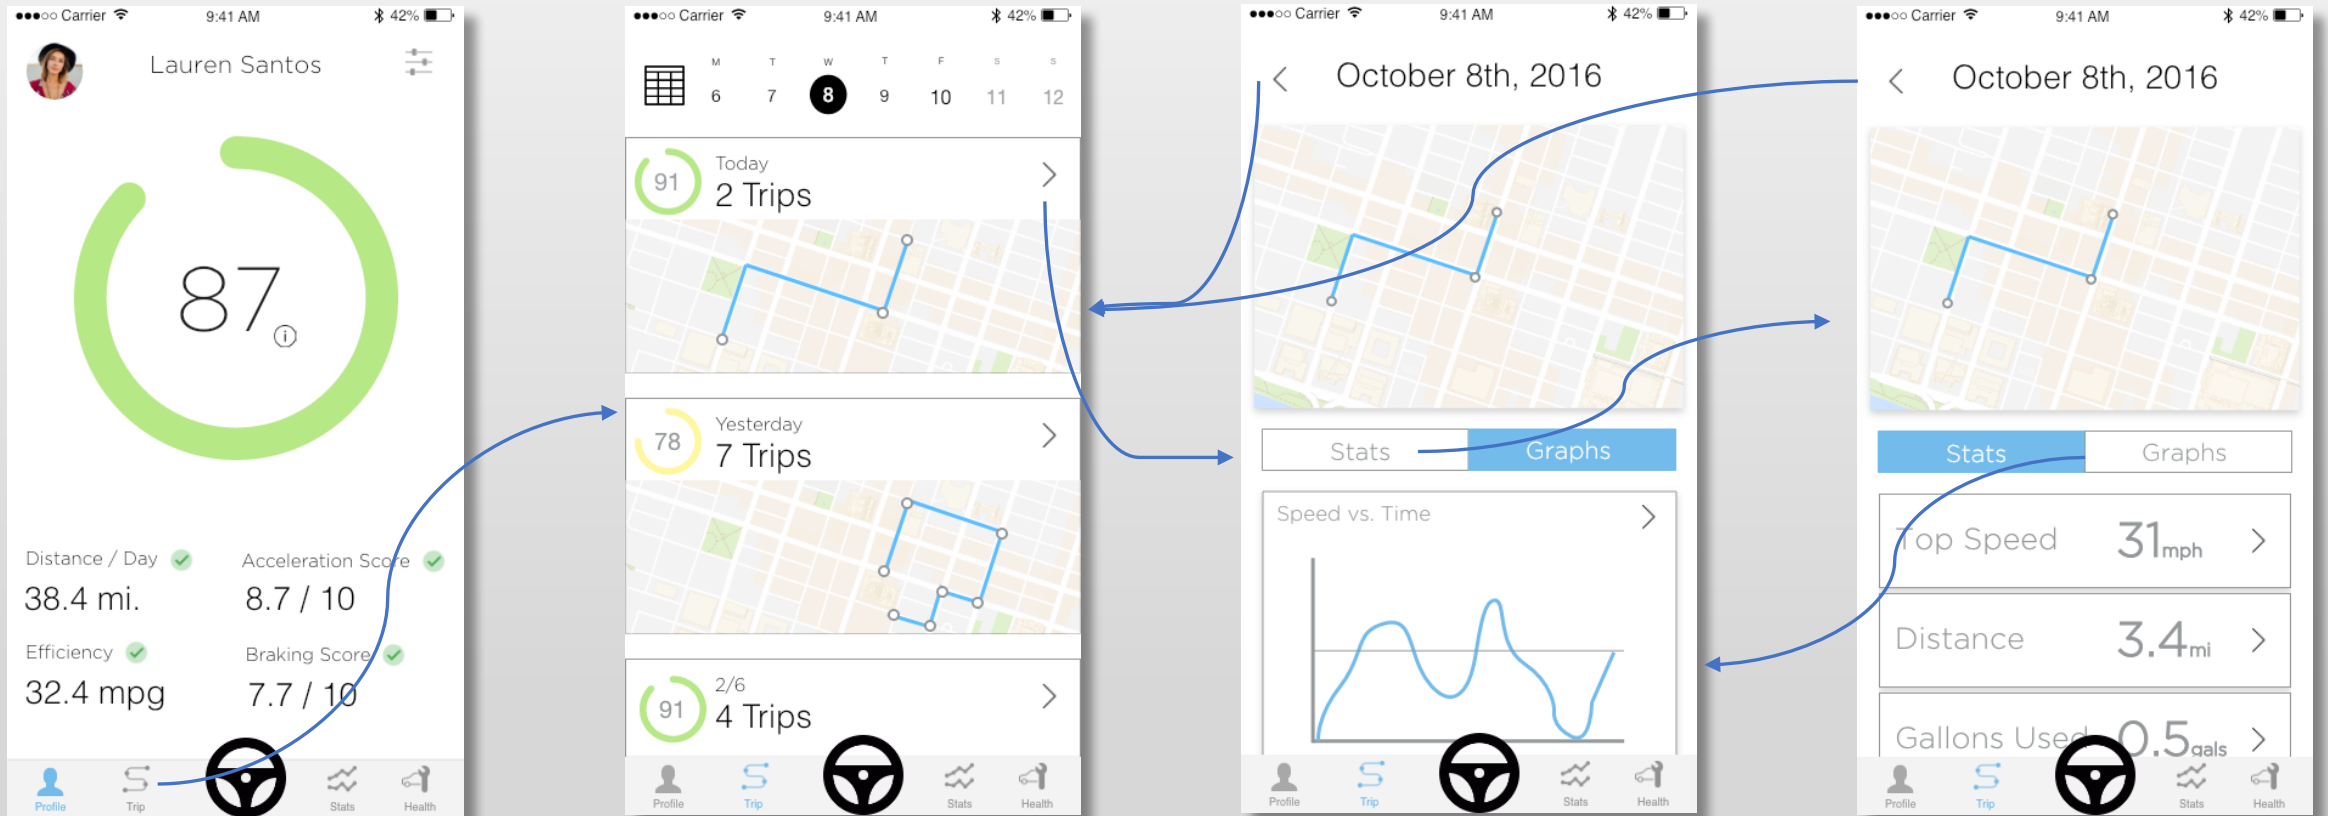 Carrier 9:41 AM 42%
Lauren Santos
87
i
Distance / Day
38.4 mi.
Acceleration Score
8.7 / 10
Efficiency
32.4 mpg
Braking Score
7.7 / 10
Profile Trip Stats Health
Carrier 9:41 AM 42%
M T W T F S S
6 7 8 9 10 11 12
91
Today
2 Trips
78
Yesterday
7 Trips
91
2/6
4 Trips
Profile Trip Stats Health
Carrier 9:41 AM 42%
October 8th, 2016
Stats Graphs
Speed vs. Time
Profile Trip Stats Health
Carrier 9:41 AM 42%
October 8th, 2016
Stats Graphs
Top Speed 31mph
Distance 3.4mi
Gallons Used 0.5gals
Profile Trip Stats Health